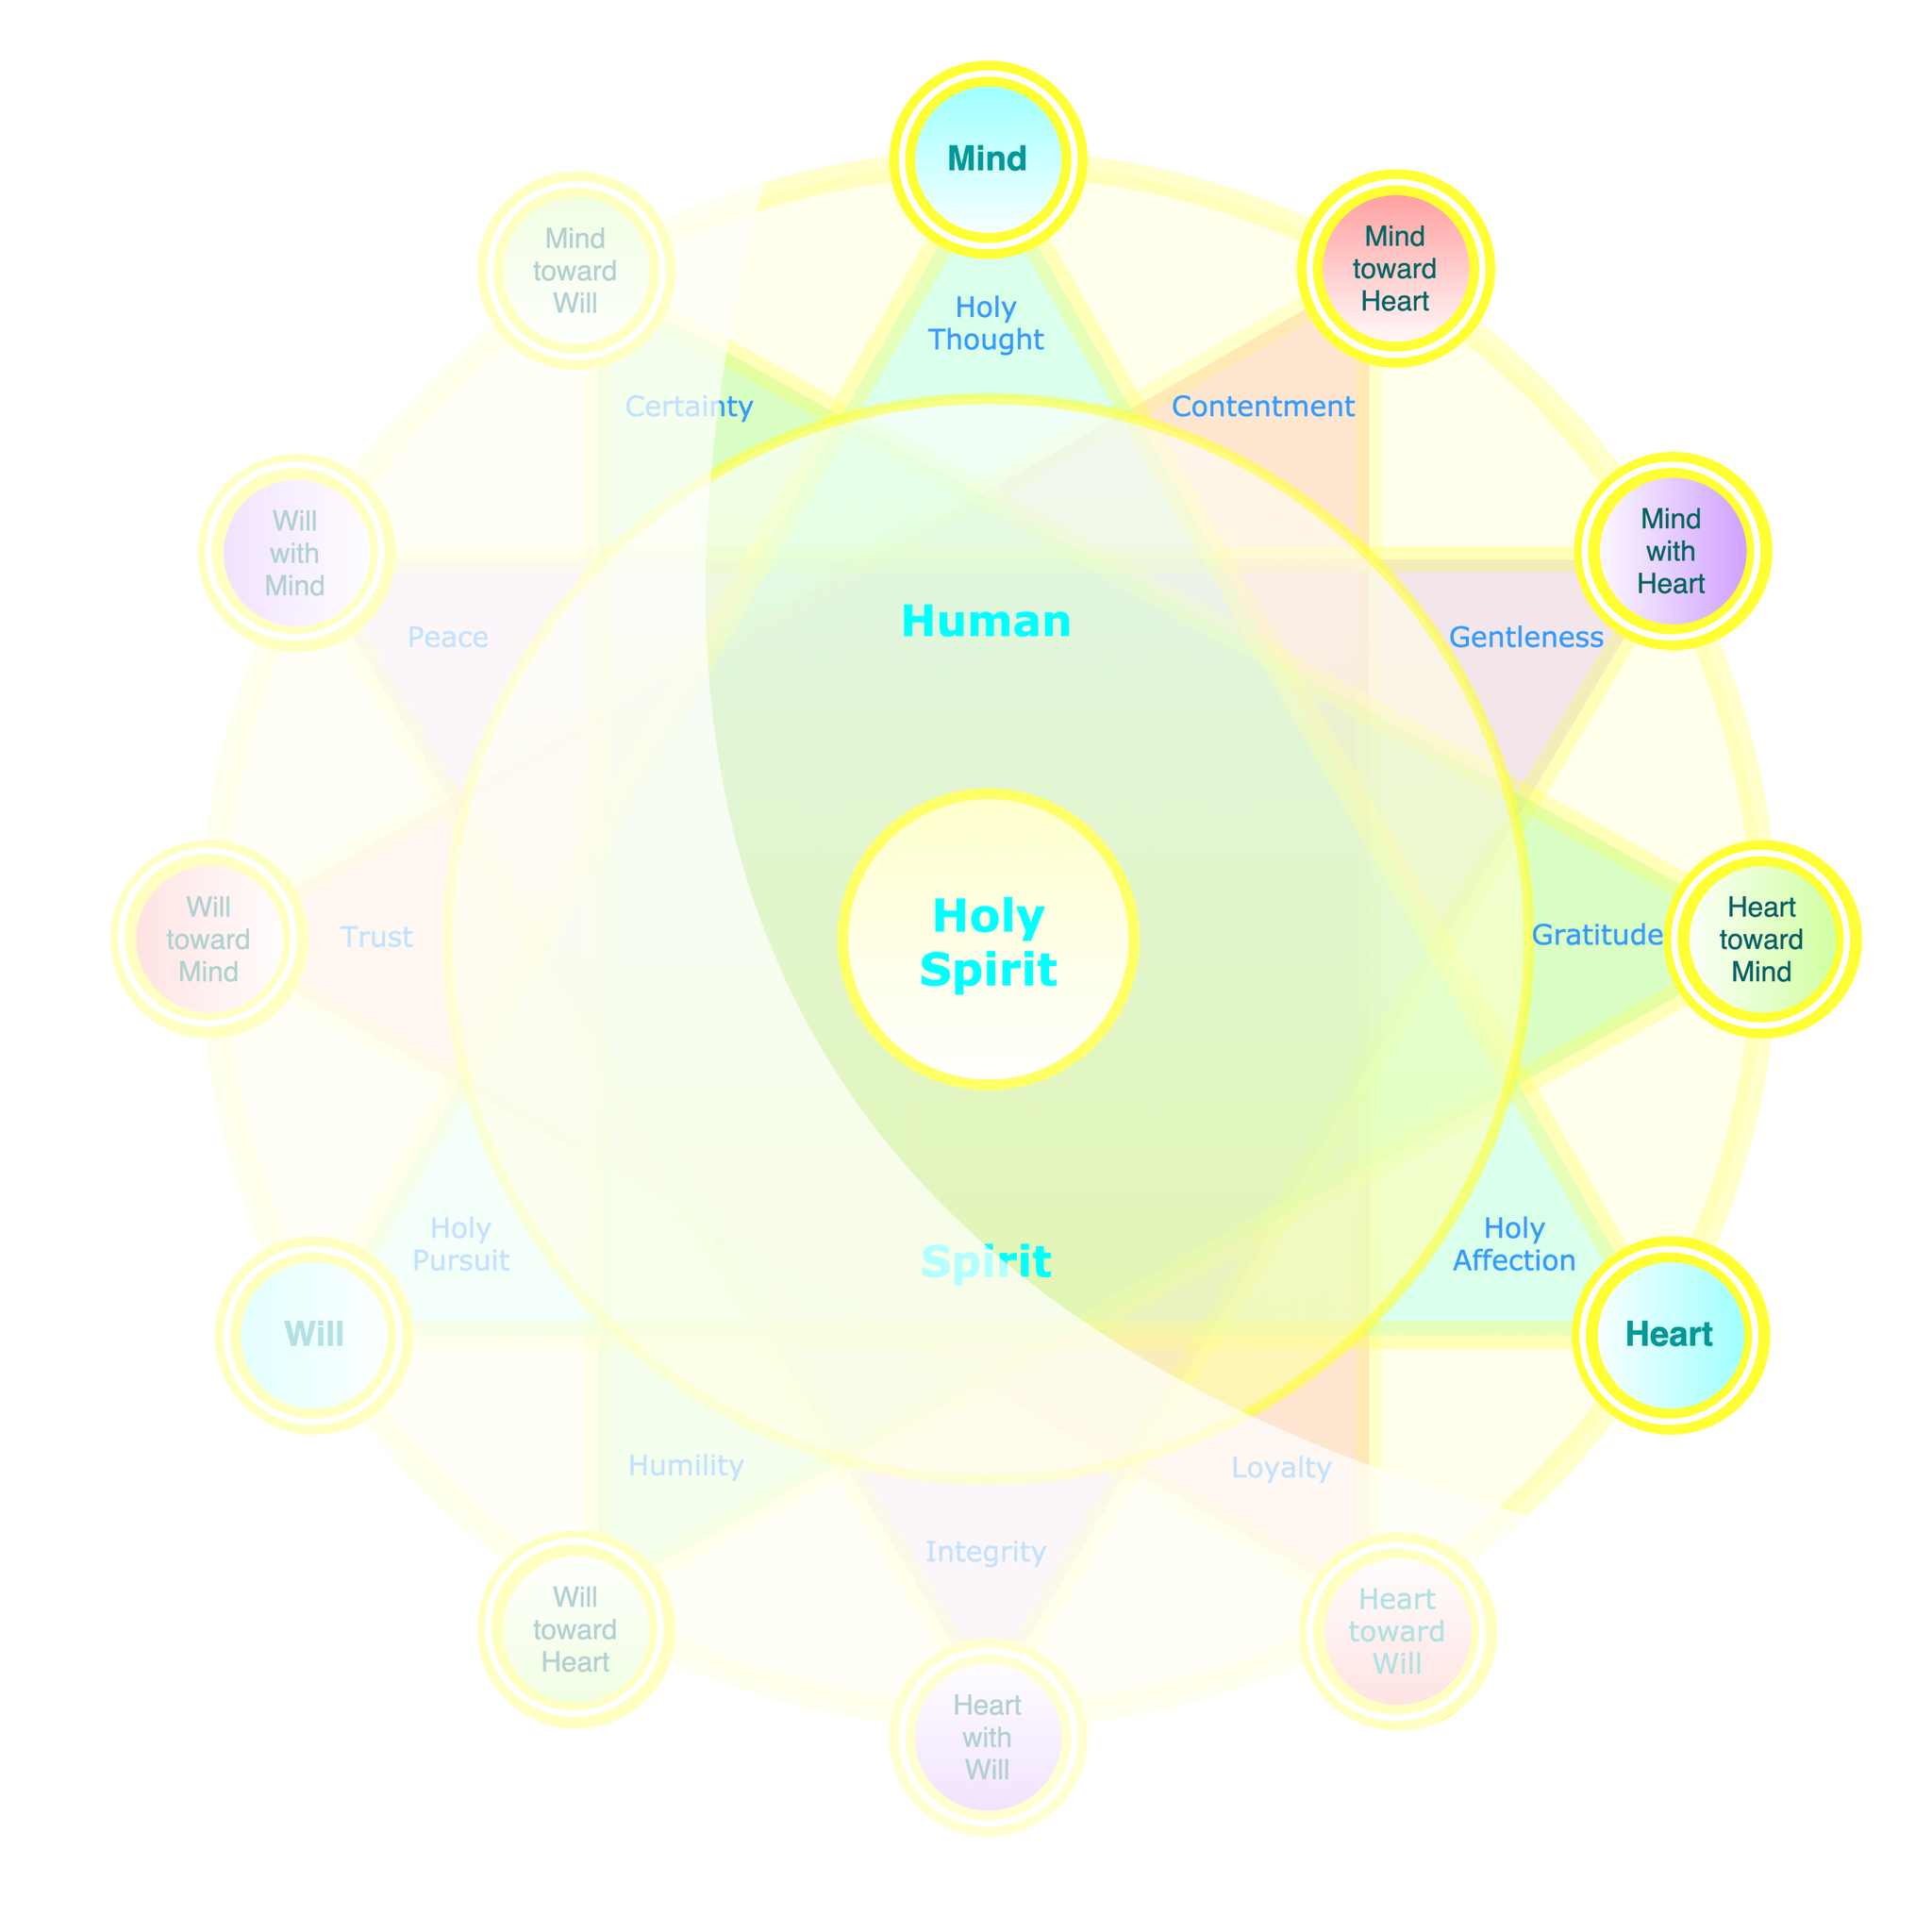 Mind
Mind
toward
Will
Mind
toward
Heart
Holy
Thought
Certainty
Contentment
Will
with
Mind
Mind
with
Heart
Human
Peace
Gentleness
Will
toward
Mind
Trust
Holy
Spirit
Gratitude
Heart
toward
Mind
Holy
Pursuit
Spirit
Holy
Affection
Will
Heart
Humility
Loyalty
Integrity
Will
toward
Heart
Heart
toward
Will
Heart
with
Will